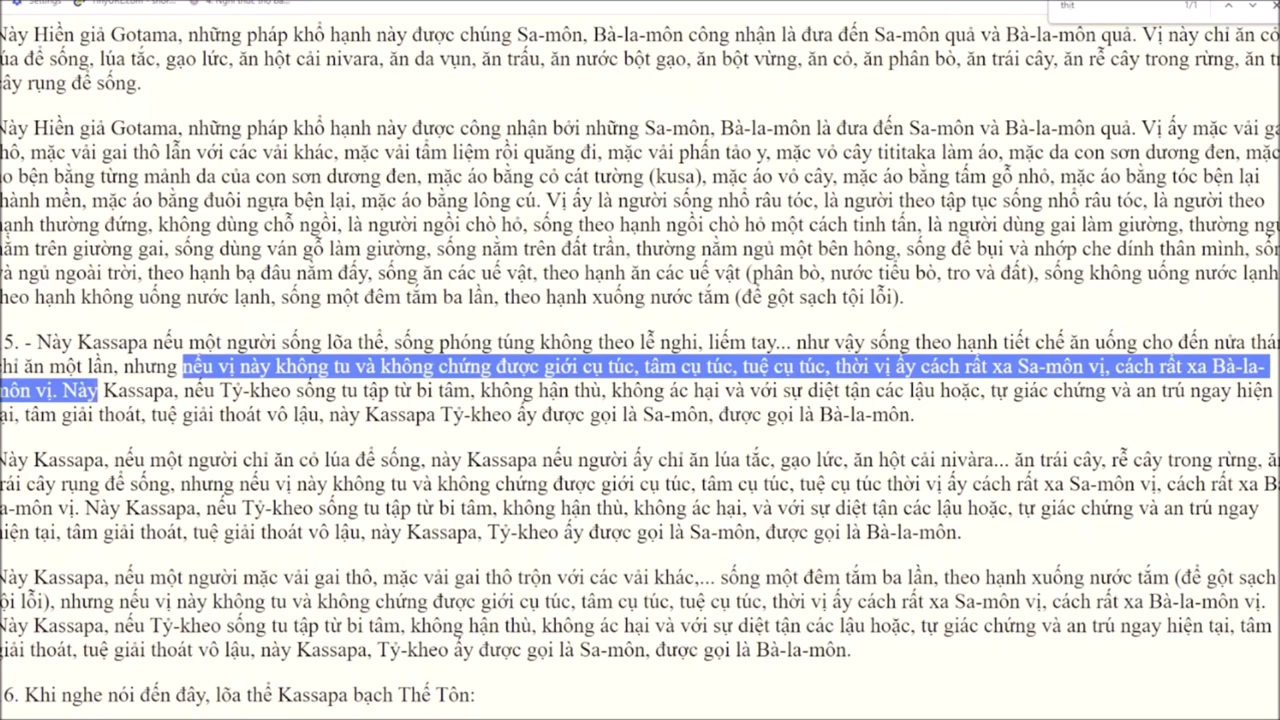 thit 1/1
Này Hiền giả Gotama, những pháp khổ hạnh này được chúng Sa-môn, Bà-la-môn công nhận là đưa đến Sa-môn quả và Bà-la-môn quả. Vị này chỉ ăn cỏ
úa để sống, lúa tắc, gạo lức, ăn hột cải nivara, ăn da vụn, ăn trấu, ăn nước bột gạo, ăn bột vừng, ăn cỏ, ăn phân bò, ăn trái cây, ăn rễ cây trong rừng, ăn tr
cây rụng để sống.
Này Hiền giả Gotama, những pháp khổ hạnh này được công nhận bởi những Sa-môn, Bà-la-môn là đưa đến Sa-môn và Bà-la-môn quả. Vị ấy mặc vải ga
hô, mặc vải gai thô lẫn với các vải khác, mặc vải tẩm liệm rồi quăng đi, mặc vải phấn tảo y, mặc vỏ cây tititaka làm áo, mặc da con sơn dương đen, mặc
o bện bằng từng mảnh da của con sơn dương đen, mặc áo bằng cỏ cát tường (kusa), mặc áo vỏ cây, mặc áo bằng tấm gỗ nhỏ, mặc áo bằng tóc bện lại
hành mền, mặc áo bằng đuôi ngựa bện lại, mặc áo bằng lông cú. Vị ấy là người sống nhổ râu tóc, là người theo tập tục sống nhổ râu tóc, là người theo
ạnh thường đứng, không dùng chỗ ngồi, là người ngồi chò hỏ, sống theo hạnh ngồi chò hỏ một cách tinh tấn, là người dùng gai làm giường, thường ngủ
ằm trên giường gai, sống dùng ván gỗ làm giường, sống nằm trên đất trần, thường nằm ngủ một bên hông, sống để bụi và nhớp che dính thân mình, sốn
và ngủ ngoài trời, theo hạnh bạ đâu nằm đấy, sống ăn các uế vật, theo hạnh ăn các uế vật (phân bò, nước tiểu bò, tro và đất), sống không uống nước lạnh
heo hạnh không uống nước lạnh, sống một đêm tắm ba lần, theo hạnh xuống nước tắm (để gột sạch tội lỗi).
5. - Này Kassapa nếu một người sống lõa thể, sống phóng túng không theo lễ nghi, liếm tay... như vậy sống theo hạnh tiết chế ăn uống cho đến nửa thán
hỉ ăn một lần, nhưng nếu vị này không tu và không chứng được giới cụ túc, tâm cụ túc, tuệ cụ túc, thời vị ấy cách rất xa Sa-môn vị, cách rất xa Bà-la-
môn vị. Này Kassapa, nếu Tỷ-kheo sống tu tập từ bi tâm, không hận thù, không ác hại và với sự diệt tận các lậu hoặc, tự giác chứng và an trú ngay hiện
ại, tâm giải thoát, tuệ giải thoát vô lậu, này Kassapa Tỷ-kheo ấy được gọi là Sa-môn, được gọi là Bà-la-môn.
Này Kassapa, nếu một người chỉ ăn cỏ lúa để sống, này Kassapa nếu người ấy chỉ ăn lúa tắc, gạo lức, ăn hột cải nivàra... ăn trái cây, rễ cây trong rừng, ăn
rái cây rụng để sống, nhưng nếu vị này không tu và không chứng được giới cụ túc, tâm cụ túc, tuệ cụ túc thời vị ấy cách rất xa Sa-môn vị, cách rất xa B
a-môn vị. Này Kassapa, nếu Tỷ-kheo sống tu tập từ bi tâm, không hận thù, không ác hại, và với sự diệt tận các lậu hoặc, tự giác chứng và an trú ngay
hiện tại, tâm giải thoát, tuệ giải thoát vô lậu, này Kassapa, Tỷ-kheo ấy được gọi là Sa-môn, được gọi là Bà-la-môn.
Này Kassapa, nếu một người mặc vải gai thô, mặc vải gai thô trộn với các vải khác,... sống một đêm tắm ba lần, theo hạnh xuống nước tắm (để gột sạch
ội lỗi), nhưng nếu vị này không tu và không chứng được giới cụ túc, tâm cụ túc, tuệ cụ túc, thời vị ấy cách rất xa Sa-môn vị, cách rất xa Bà-la-môn vị.
Này Kassapa, nếu Tỷ-kheo sống tu tập từ bi tâm, không hận thù, không ác hại và với sự diệt tận các lậu hoặc, tự giác chứng và an trú ngay hiện tại, tâm
giải thoát, tuệ giải thoát vô lậu, này Kassapa, Tỷ-kheo ấy được gọi là Sa-môn, được gọi là Bà-la-môn.
6. Khi nghe nói đến đây, lõa thể Kassapa bạch Thế Tôn: